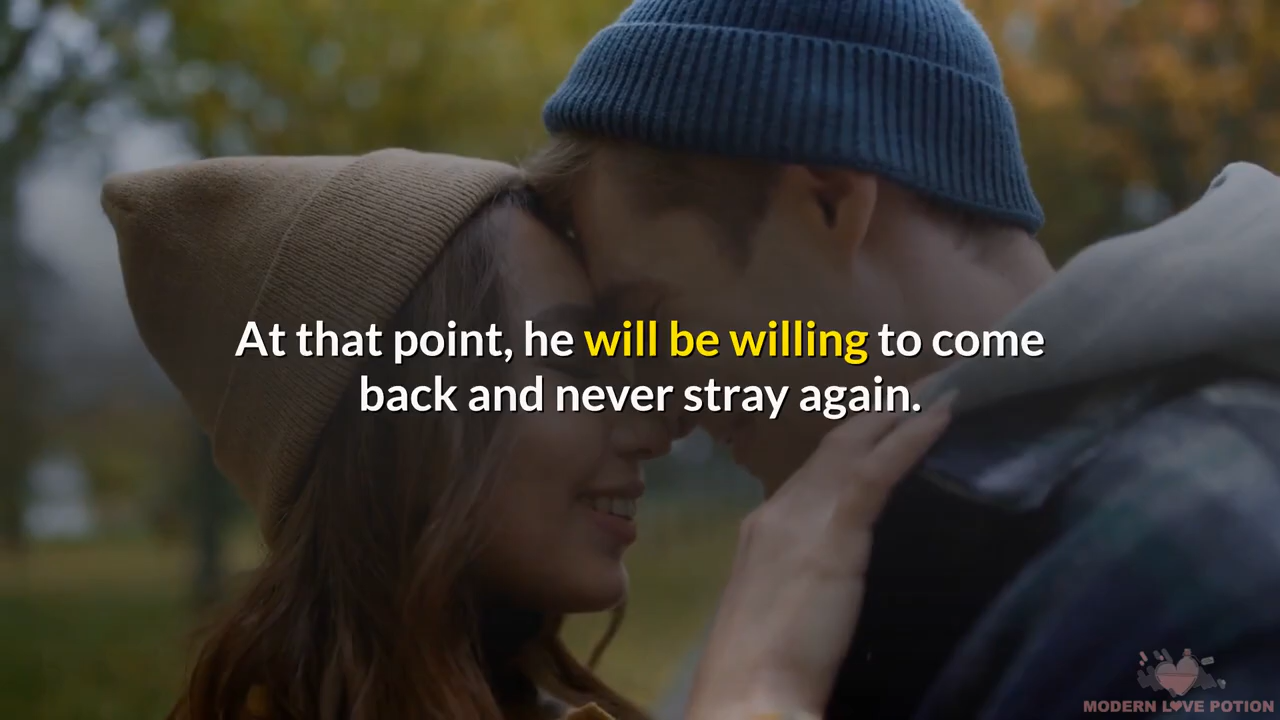 At that point, he will be willing to come
back and never stray again.
MODERN LOVE POTION